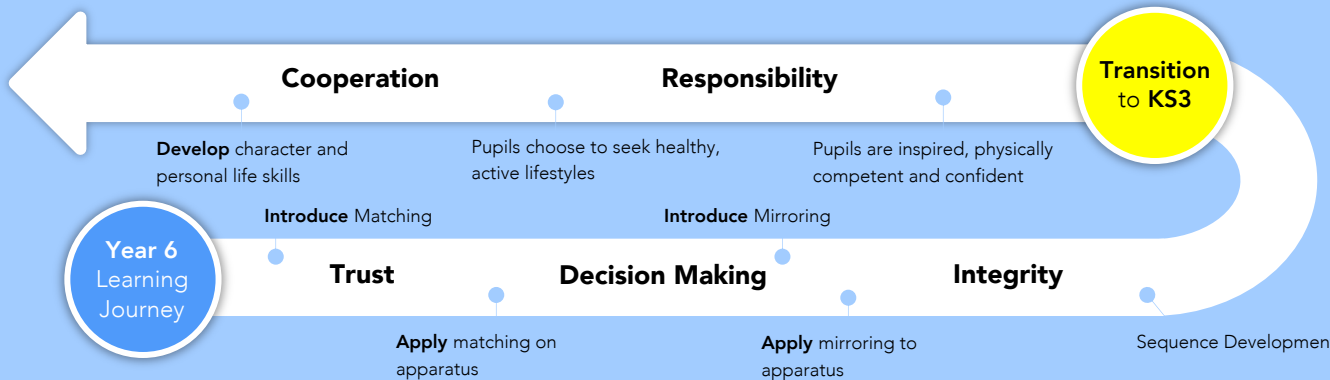 Cooperation
Responsibility
Transition
to KS3
Develop character and
personal life skills
Pupils choose to seek healthy,
active lifestyles
Pupils are inspired, physically
competent and confident
Introduce Matching
Introduce Mirroring
Year 6
Learning
Journey
Trust
Decision Making
Integrity
Apply matching on
apparatus
Apply mirroring to
apparatus
Sequence Developmen